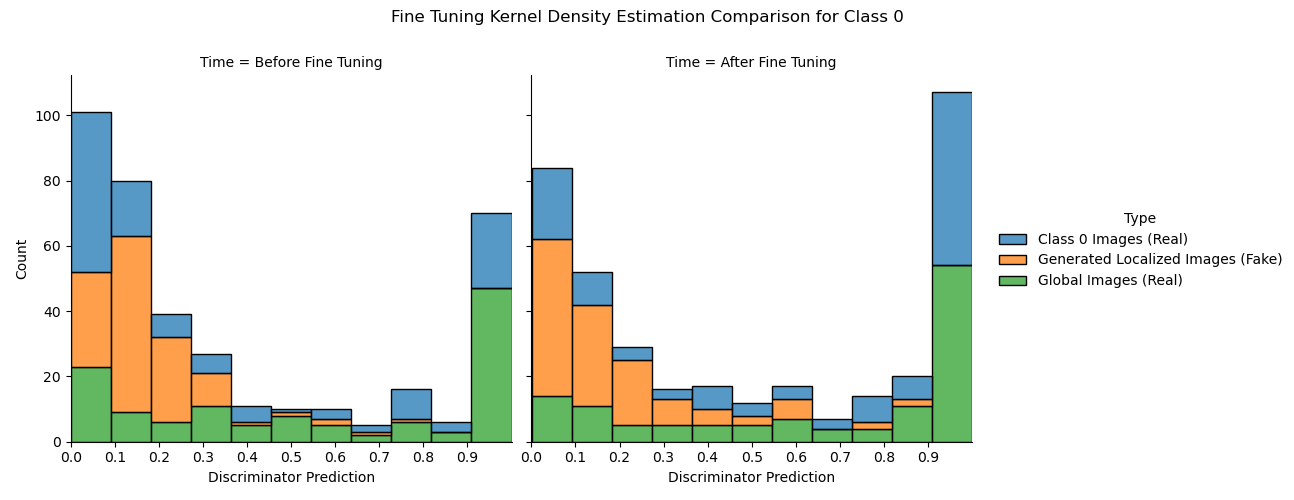 Fine Tuning Kernel Density Estimation Comparison for Class 0
Time = Before Fine Tuning
Time = After Fine Tuning
Count
100
80
60
40
20
0
0.0 0.1 0.2 0.3 0.4 0.5 0.6 0.7 0.8 0.9
0.0 0.1 0.2 0.3 0.4 0.5 0.6 0.7 0.8 0.9
Discriminator Prediction
Discriminator Prediction
Type
Class 0 Images (Real)
Generated Localized Images (Fake)
Global Images (Real)